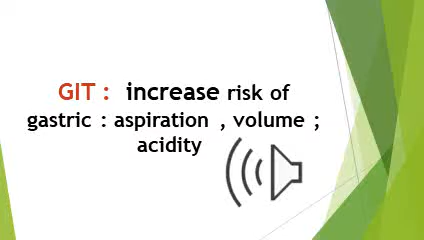 GIT : increase risk of
gastric : aspiration , volume ;
acidity